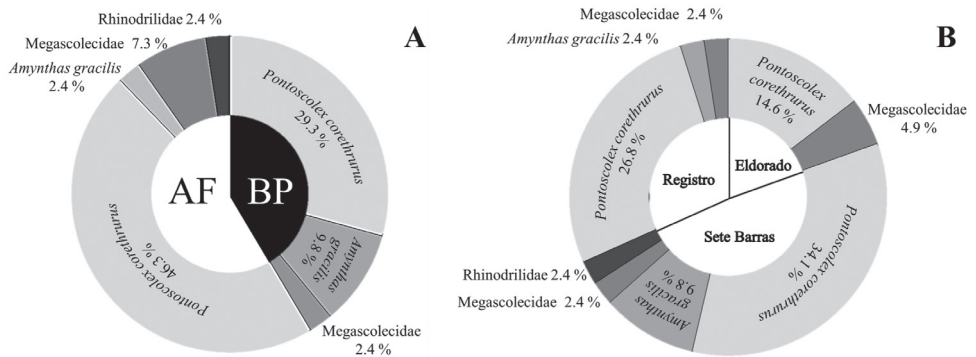 Rhinodrilidae 2.4 %
Megascolecidae 7.3 %
Amynthas gracilis
2.4 %
A
Pontoscolex corethrurus
29.3 %
AF
BP
Pontoscolex corethrurus
46.3 %
Amynthas
gracilis
9.8 %
Megascolecidae
2.4 %
Megascolecidae 2.4 %
Amynthas gracilis 2.4 %
B
Pontoscolex
corethrurus
14.6 %
Megascolecidae
4.9 %
Pontoscolex corethrurus
26.8 %
Registro
Eldorado
Sete Barras
Pontoscolex corethrurus
34.1 %
Rhinodrilidae 2.4 %
Megascolecidae 2.4 %
Amynthas
gracilis
9.8 %